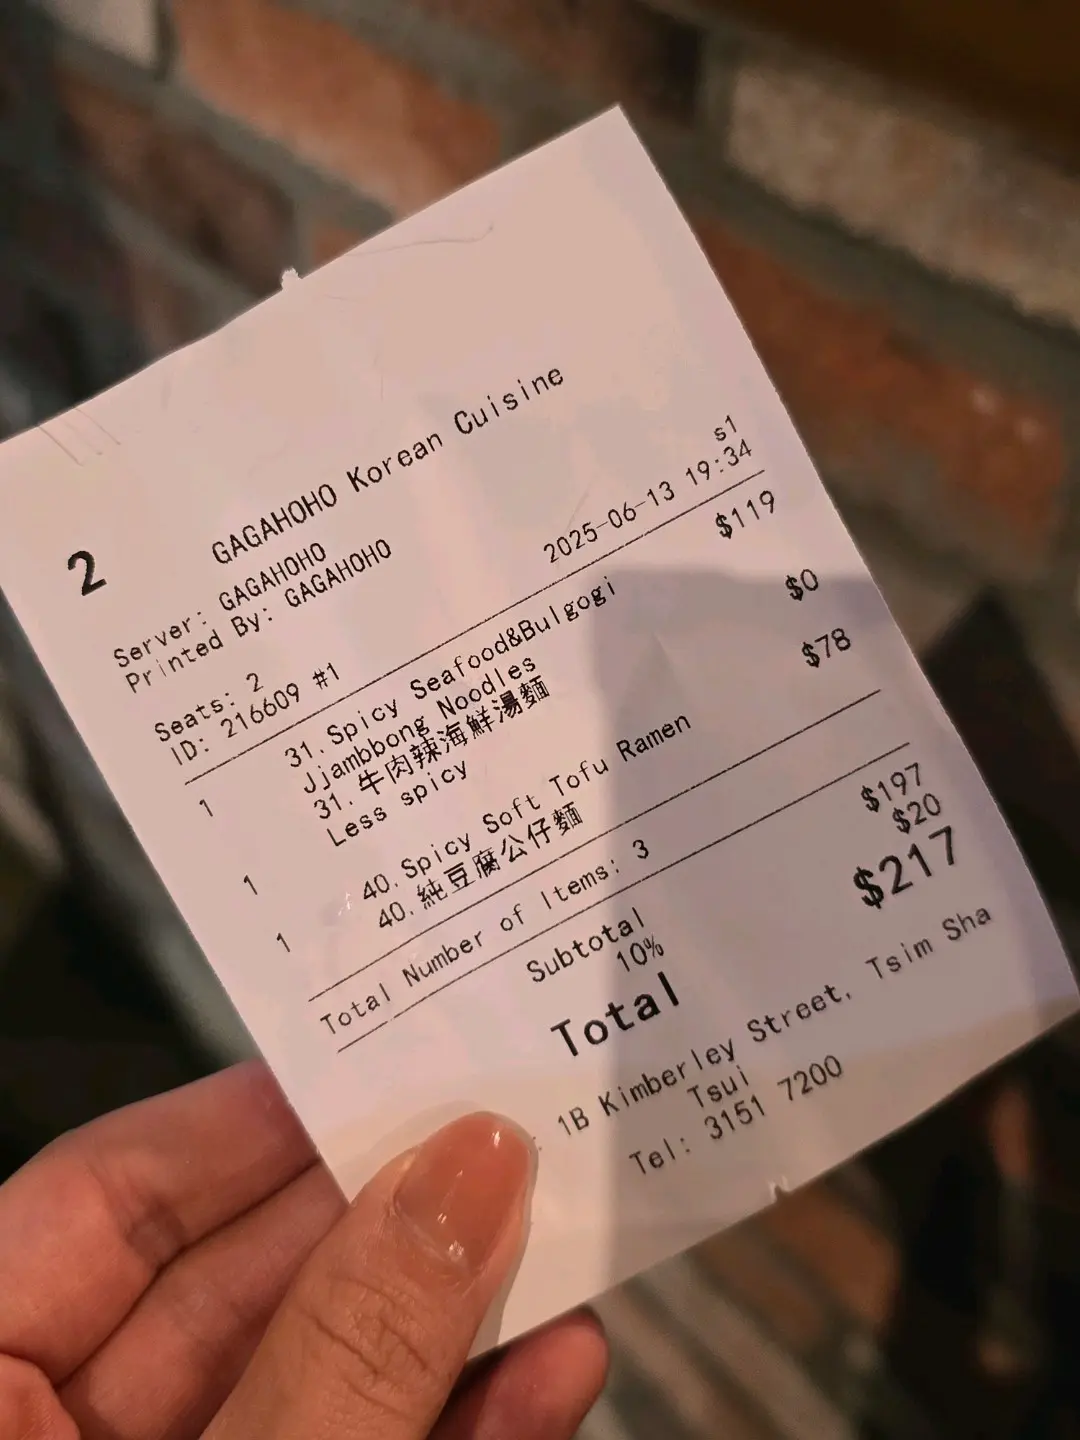 GAGAHOHO Korean Cuisine
2
s1
Server: GAGAHOHO
Printed By: GAGAHOHO
2025-06-13 19:34
Seats: 2
ID: 216609 #1
1 31.Spicy Seafood&Bulgogi $119
Jjambbong Noodles
31.牛肉辣海鮮湯麵
1 Less spicy $0
1 40.Spicy Soft Tofu Ramen $78
40.純豆腐公仔麵
Total Number of Items: 3
Subtotal $197
10% $20
Total $217
1B Kimberley Street, Tsim Sha
Tsui
Tel: 3151 7200